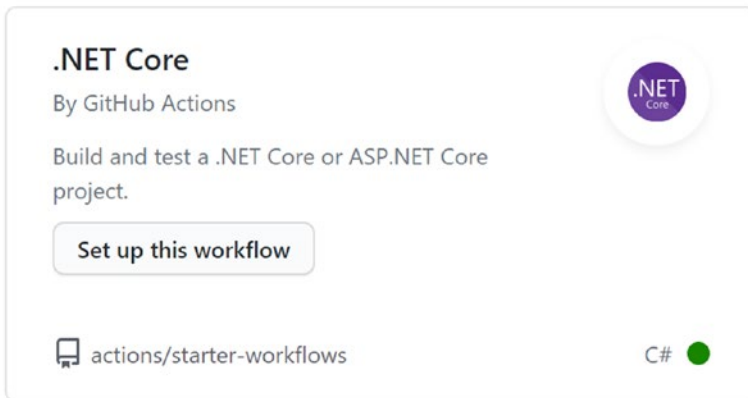 .NET Core
By GitHub Actions
.NET
Core
Build and test a .NET Core or ASP.NET Core
project.
Set up this workflow
actions/starter-workflows
C#